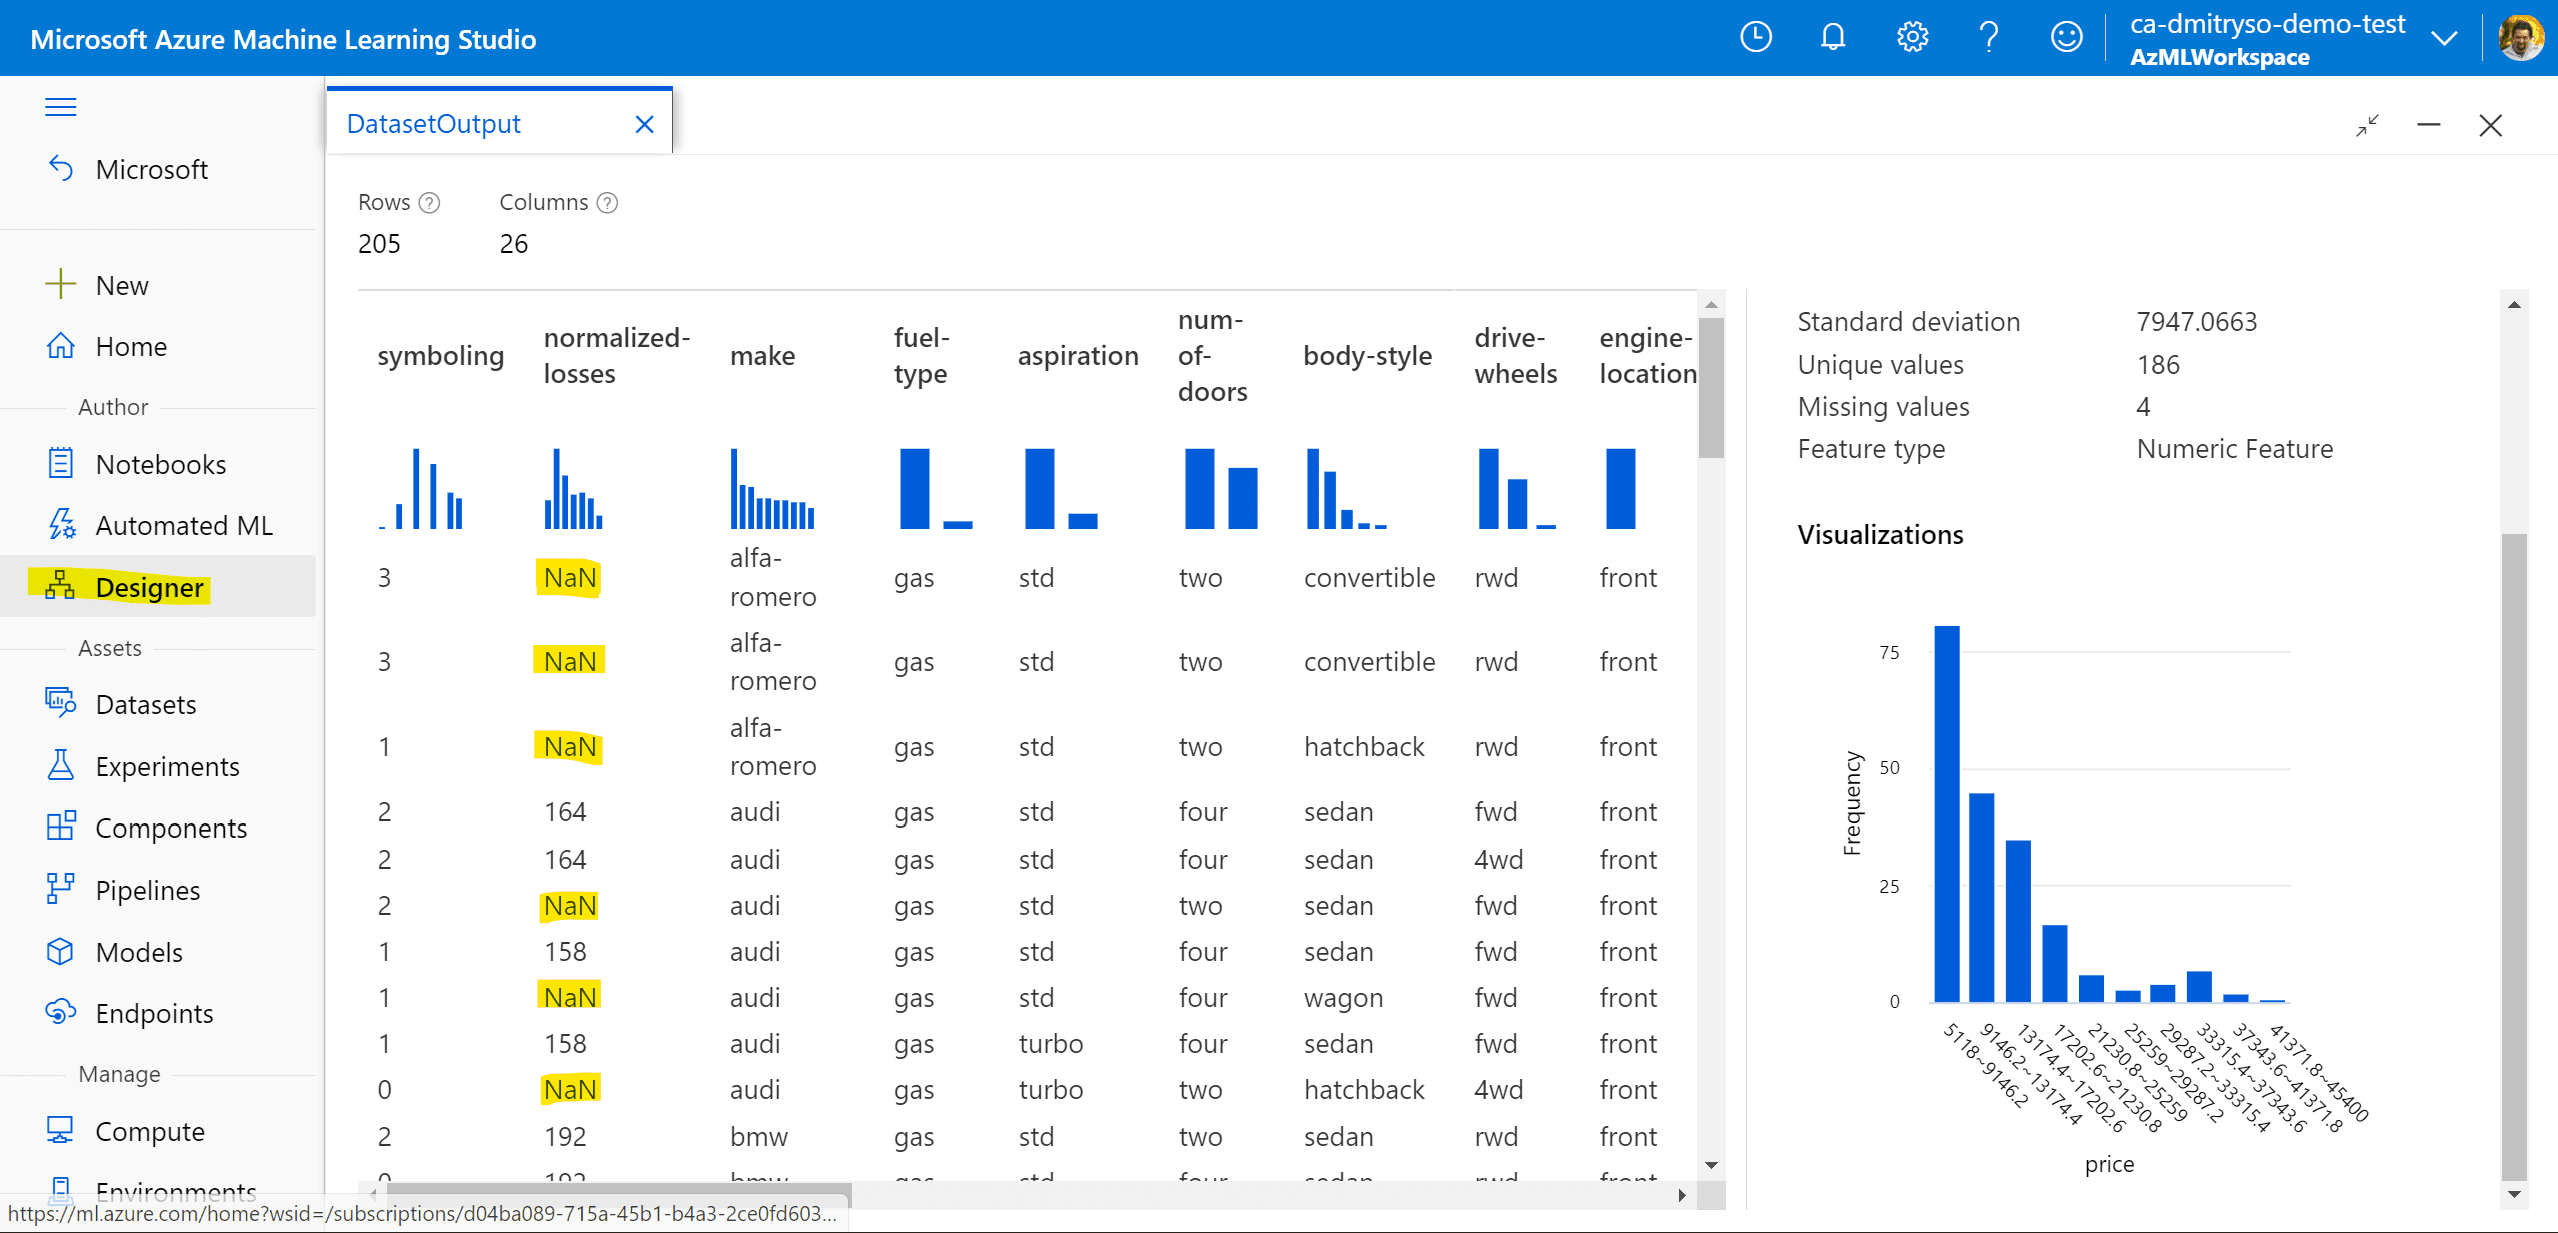 Microsoft Azure Machine Learning Studio
ca-dmitryso-demo-test
AzMLWorkspace
Microsoft
New
Home
Author
Notebooks
Automated ML
Designer
Assets
Datasets
Experiments
Components
Pipelines
Models
Endpoints
Manage
Compute
Environments
https://ml.azure.com/home?wsid=/subscriptions/d04ba089-715a-45b1-b4a3-2ce0fd603...
DatasetOutput
Rows ? Columns ?
205 26
symboling normalized-losses make fuel-type aspiration num-of-doors body-style drive-wheels engine-location
3 NaN alfa-romero gas std two convertible rwd front
3 NaN alfa-romero gas std two convertible rwd front
1 NaN alfa-romero gas std two hatchback rwd front
2 164 audi gas std four sedan fwd front
2 164 audi gas std four sedan 4wd front
2 NaN audi gas std two sedan fwd front
1 158 audi gas std four sedan fwd front
1 NaN audi gas std four wagon fwd front
1 158 audi gas turbo four sedan fwd front
0 NaN audi gas turbo two hatchback 4wd front
2 192 bmw gas std two sedan rwd front
0 192 bmw gas std four sedan rwd front
Standard deviation 7947.0663
Unique values 186
Missing values 4
Feature type Numeric Feature
Visualizations
Frequency
75
50
25
0
5118~9146.2
9146.2~13174.4
13174.4~17202.6
17202.6~21230.8
21230.8~25259
25259~29287.2
29287.2~33315.4
33315.4~37343.6
37343.6~41371.8
41371.8~45400
price